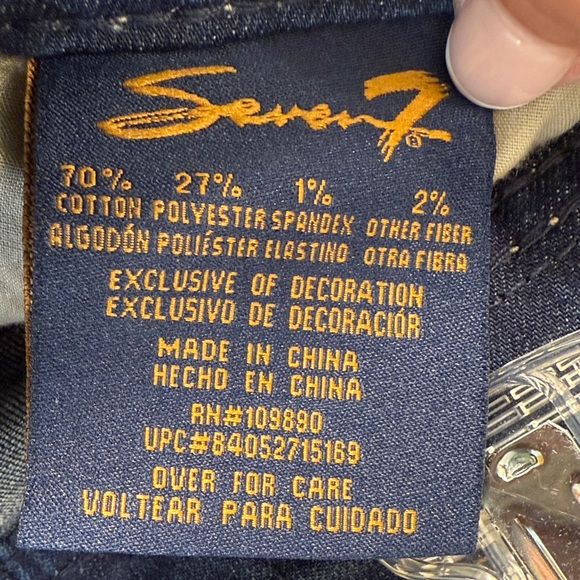 Seven7®
70% 27% 1% 2%
COTTON POLYESTER SPANDEX OTHER FIBER
ALGODÓN POLIÉSTER ELASTINO OTRA FIBRA
EXCLUSIVE OF DECORATION
EXCLUSIVO DE DECORACIÓR
MADE IN CHINA
HECHO EN CHINA
RN#109890
UPC#84052715169
OVER FOR CARE
VOLTEAR PARA CUIDADO